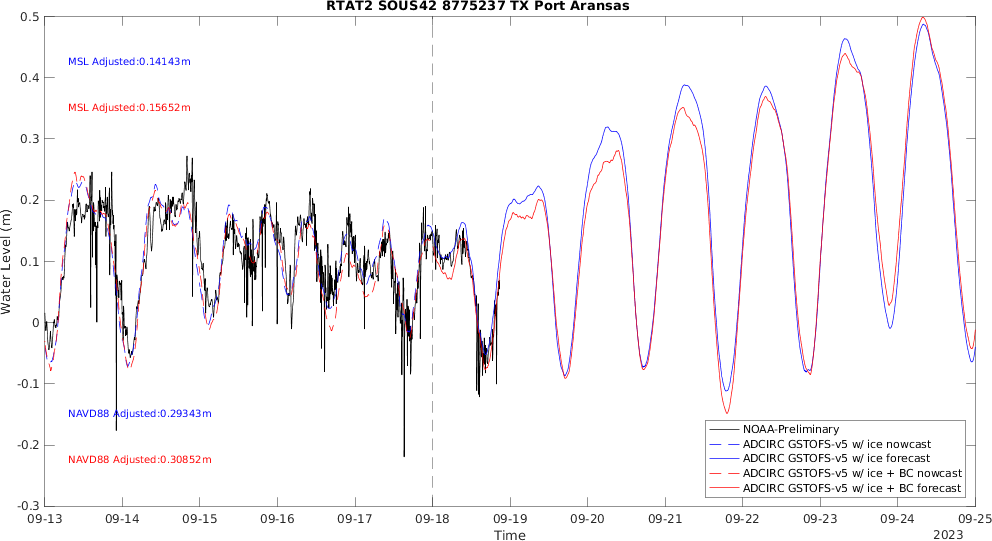 RTAT2 SOUS42 8775237 TX Port Aransas
0.5
0.4
0.3
0.2
0.1
0
-0.1
-0.2
-0.3
Water Level (m)
MSL Adjusted:0.14143m
MSL Adjusted:0.15652m
NAVD88 Adjusted:0.29343m
NAVD88 Adjusted:0.30852m
NOAA-Preliminary
ADCIRC GSTOFS-v5 w/ ice nowcast
ADCIRC GSTOFS-v5 w/ ice forecast
ADCIRC GSTOFS-v5 w/ ice + BC nowcast
ADCIRC GSTOFS-v5 w/ ice + BC forecast
09-13 09-14 09-15 09-16 09-17 09-18 09-19 09-20 09-21 09-22 09-23 09-24 09-25
Time
2023